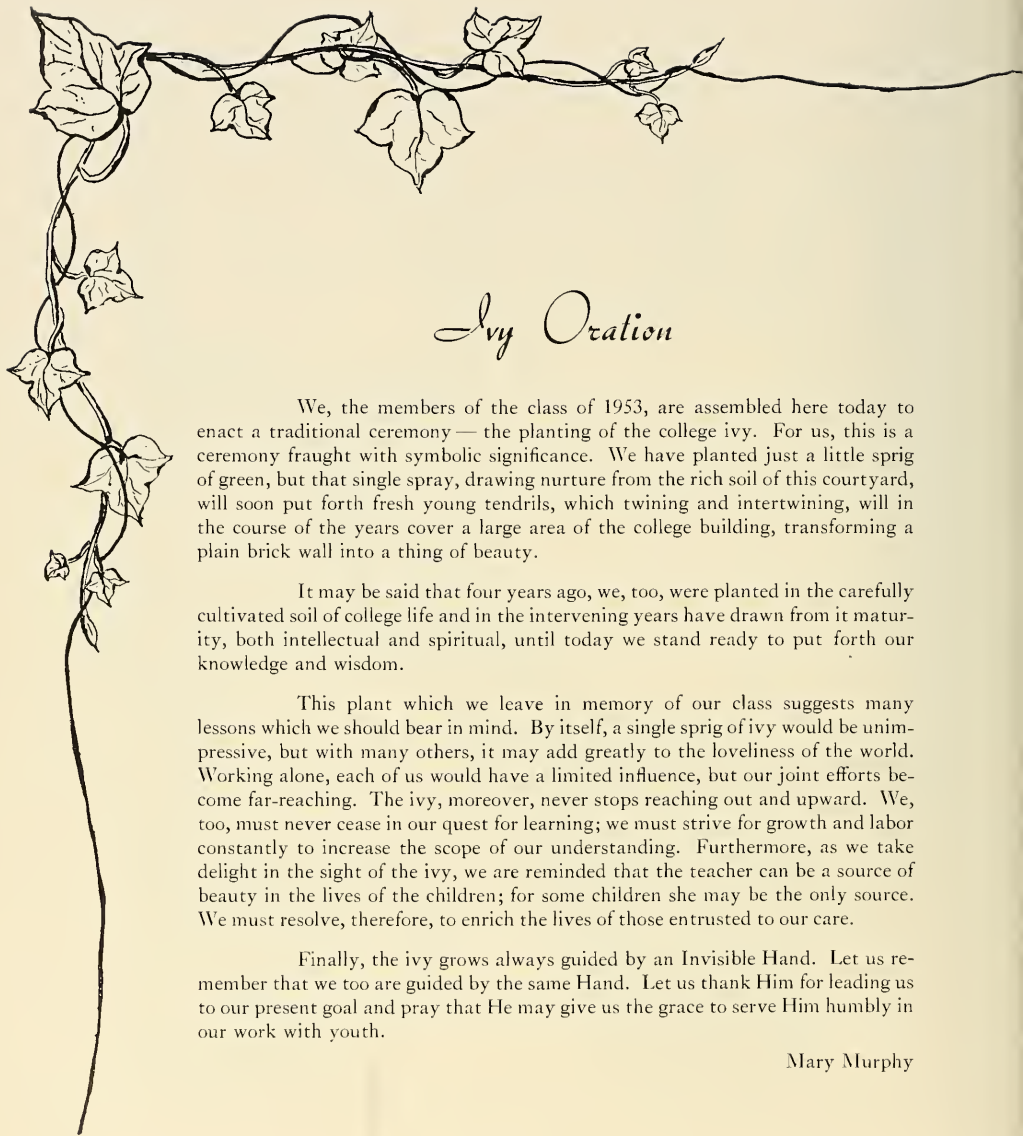 Ivy Oration
We, the members of the class of 1953, are assembled here today to
enact a traditional ceremony — the planting of the college ivy. For us, this is a
ceremony fraught with symbolic significance. We have planted just a little sprig
of green, but that single spray, drawing nurture from the rich soil of this courtyard,
will soon put forth fresh young tendrils, which twining and intertwining, will in
the course of the years cover a large area of the college building, transforming a
plain brick wall into a thing of beauty.
It may be said that four years ago, we, too, were planted in the carefully
cultivated soil of college life and in the intervening years have drawn from it matur-
ity, both intellectual and spiritual, until today we stand ready to put forth our
knowledge and wisdom.
This plant which we leave in memory of our class suggests many
lessons which we should bear in mind. By itself, a single sprig of ivy would be unim-
pressive, but with many others, it may add greatly to the loveliness of the world.
Working alone, each of us would have a limited influence, but our joint efforts be-
come far-reaching. The ivy, moreover, never stops reaching out and upward. We,
too, must never cease in our quest for learning; we must strive for growth and labor
constantly to increase the scope of our understanding. Furthermore, as we take
delight in the sight of the ivy, we are reminded that the teacher can be a source of
beauty in the lives of the children; for some children she may be the only source.
We must resolve, therefore, to enrich the lives of those entrusted to our care.
Finally, the ivy grows always guided by an Invisible Hand. Let us re-
member that we too are guided by the same Hand. Let us thank Him for leading us
to our present goal and pray that He may give us the grace to serve Him humbly in
our work with youth.
Mary Murphy